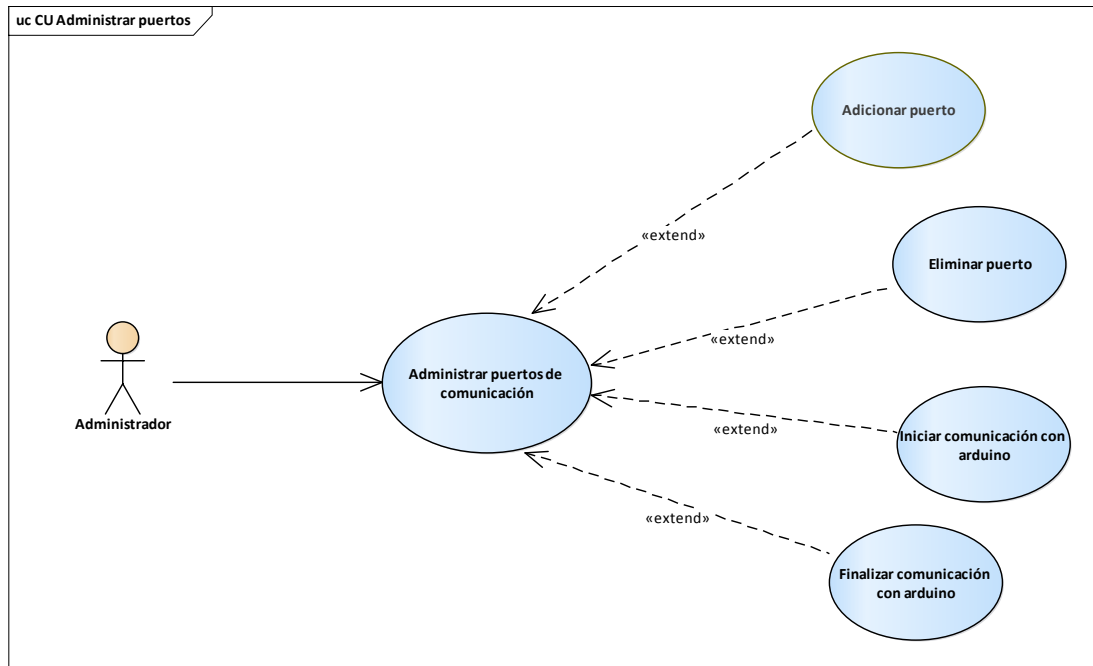 uc CU Administrar puertos
Adicionar puerto
«extend»
Eliminar puerto
«extend»
Administrar puertos de
comunicación
Administrador
«extend»
Iniciar comunicación con
arduino
«extend»
Finalizar comunicación
con arduino